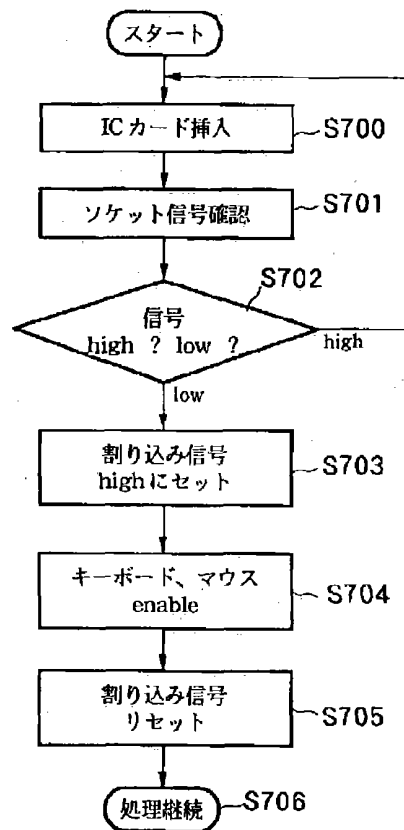 スタート
ICカード挿入
S700
ソケット信号確認
S701
S702
信号
high ? low ?
high
low
割り込み信号
highにセット
S703
キーボード、マウス
enable
S704
割り込み信号
リセット
S705
処理継続
S706